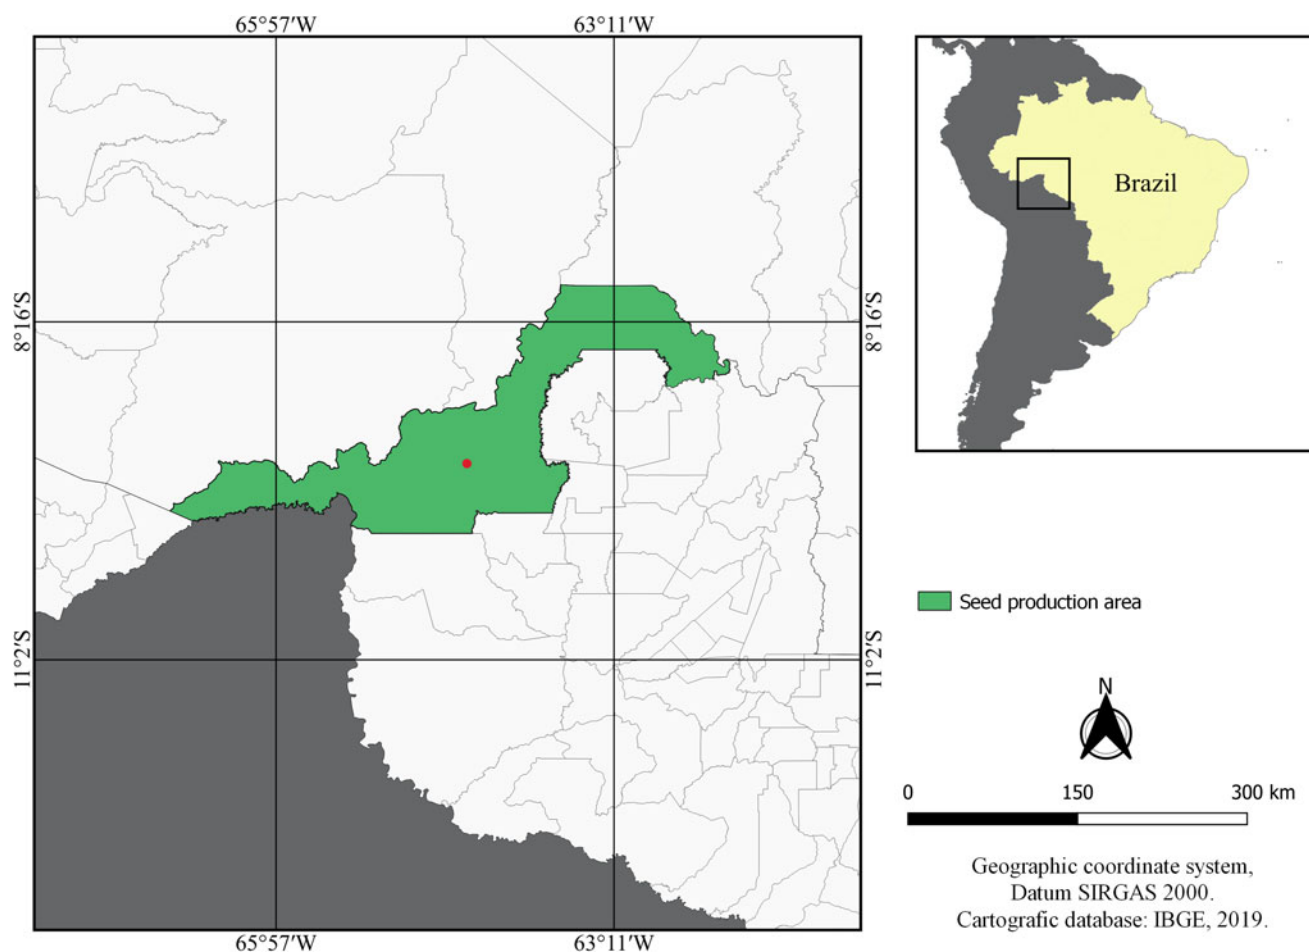 65°57'W
63°11'W
8°16'S
11°2'S
65°57'W
63°11'W
8°16'S
11°2'S
Brazil
Seed production area
N
0 150 300 km
Geographic coordinate system,
Datum SIRGAS 2000.
Cartografic database: IBGE, 2019.